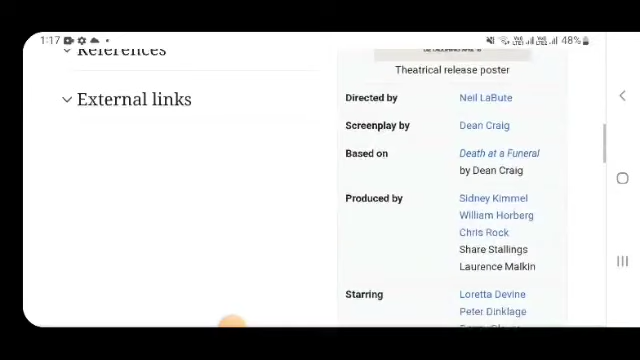 1:17
48%
References
External links
Theatrical release poster
Directed by Neil LaBute
Screenplay by Dean Craig
Based on Death at a Funeral
by Dean Craig
Produced by Sidney Kimmel
William Horberg
Chris Rock
Share Stallings
Laurence Malkin
Starring Loretta Devine
Peter Dinklage